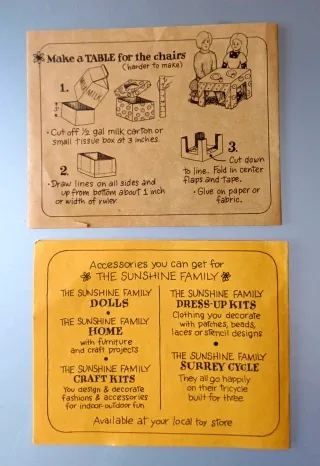 Make a TABLE for the chairs
(harder to make)
1.
MILK
• Cut off ½ gal milk carton or
small tissue box at 3 inches.
2.
• Draw lines on all sides and
up from bottom about 1 inch
or width of ruler.
3.
Cut down
to line. Fold in center
flaps and tape.
• Glue on paper or
fabric.
Accessories you can get for
THE SUNSHINE FAMILY
THE SUNSHINE FAMILY
DOLLS
•
THE SUNSHINE FAMILY
HOME
with furniture
and craft projects
•
THE SUNSHINE FAMILY
CRAFT KITS
You design & decorate
fashions & accessories
for indoor-outdoor fun
THE SUNSHINE FAMILY
DRESS-UP KITS
Clothing you decorate
with patches, beads,
laces or stencil designs
•
THE SUNSHINE FAMILY
SURREY CYCLE
They all go happily
on their tricycle
built for three
Available at your local toy store